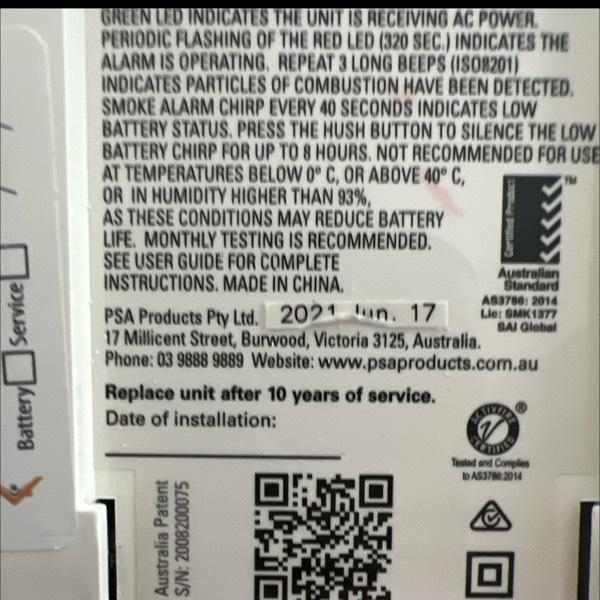 GREEN LED INDICATES THE UNIT IS RECEIVING AC POWER.
PERIODIC FLASHING OF THE RED LED (320 SEC.) INDICATES THE
ALARM IS OPERATING. REPEAT 3 LONG BEEPS (ISO8201)
INDICATES PARTICLES OF COMBUSTION HAVE BEEN DETECTED.
SMOKE ALARM CHIRP EVERY 40 SECONDS INDICATES LOW
BATTERY STATUS. PRESS THE HUSH BUTTON TO SILENCE THE LOW
BATTERY CHIRP FOR UP TO 8 HOURS. NOT RECOMMENDED FOR USE
AT TEMPERATURES BELOW 0° C, OR ABOVE 40° C,
OR IN HUMIDITY HIGHER THAN 93%,
AS THESE CONDITIONS MAY REDUCE BATTERY
LIFE. MONTHLY TESTING IS RECOMMENDED.
SEE USER GUIDE FOR COMPLETE
INSTRUCTIONS. MADE IN CHINA.
Certified Product
TM
Australian
Standard
AS3786: 2014
Lic: SMK1377
SAI Global
PSA Products Pty Ltd. 2021 Jun. 17
17 Millicent Street, Burwood, Victoria 3125, Australia.
Phone: 03 9888 9889 Website: www.psaproducts.com.au
Replace unit after 10 years of service.
Date of installation:
ACTIVFIRE
CERTIFIED
®
Tested and Complies
to AS3786:2014
Australia Patent
S/N: 2008200075
Battery Service